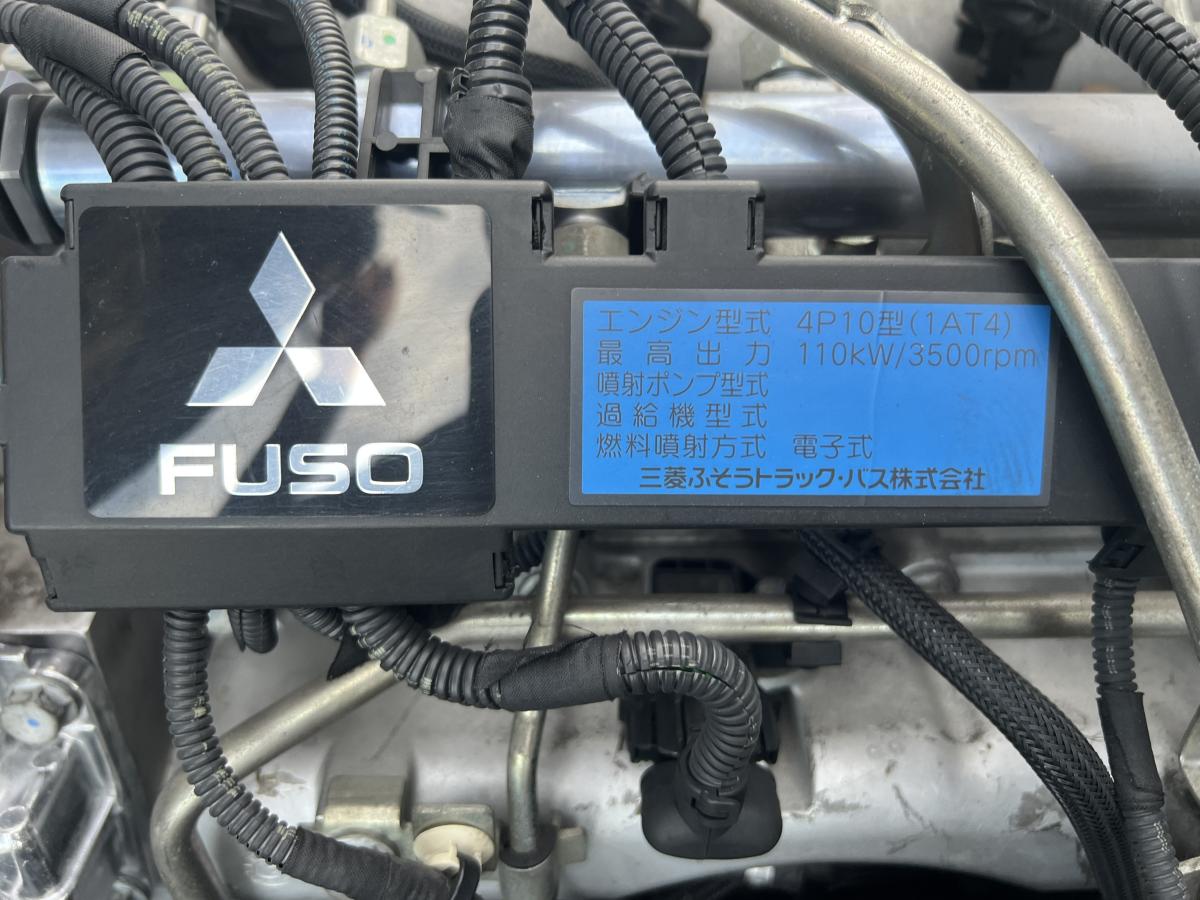 FUSO
エンジン型式 4P10型(1AT4)
最高出力 110kW/3500rpm
噴射ポンプ型式
過給機型式
燃料噴射方式 電子式
三菱ふそうトラック・バス株式会社